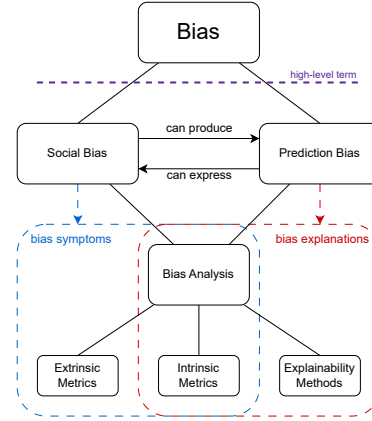 Bias
high-level term
can produce
Social Bias
Prediction Bias
can express
bias symptoms
bias explanations
Bias Analysis
Extrinsic
Metrics
Intrinsic
Metrics
Explainability
Methods